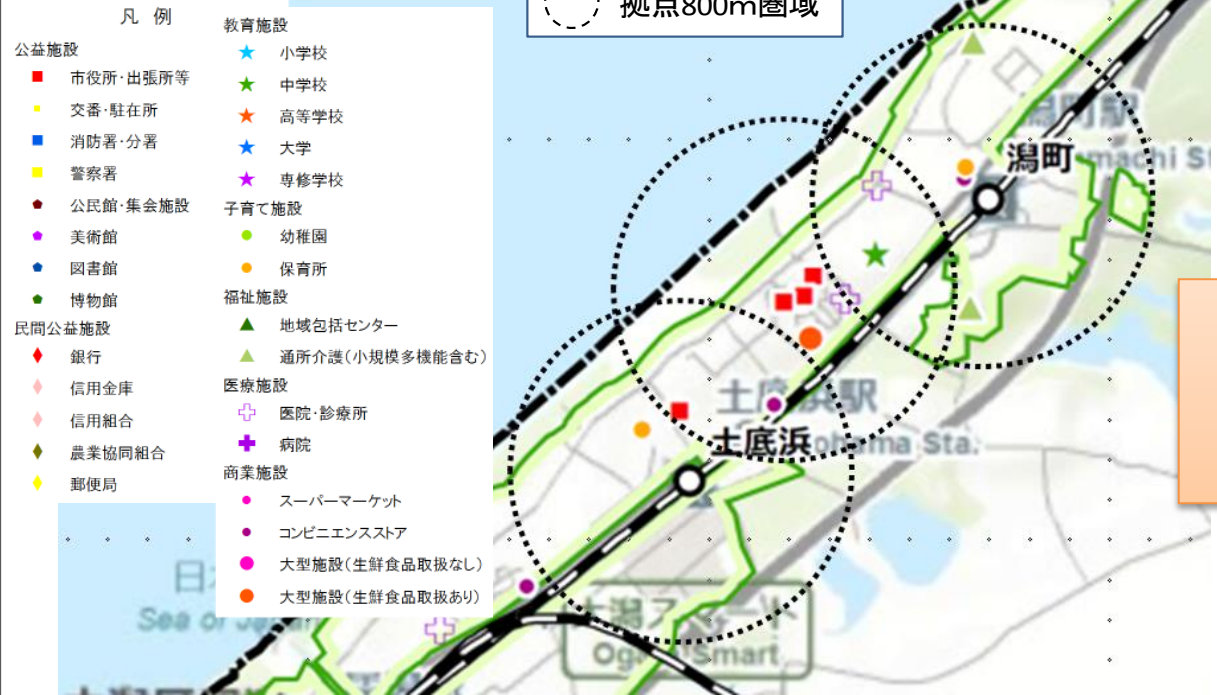 凡 例
公益施設
市役所・出張所等
交番・駐在所
消防署・分署
警察署
公民館・集会施設
美術館
図書館
博物館
民間公益施設
銀行
信用金庫
信用組合
農業協同組合
郵便局
教育施設
小学校
中学校
高等学校
大学
専修学校
子育て施設
幼稚園
保育所
福祉施設
地域包括センター
通所介護(小規模多機能含む)
医療施設
医院・診療所
病院
商業施設
スーパーマーケット
コンビニエンスストア
大型施設(生鮮食品取扱なし)
大型施設(生鮮食品取扱あり)
拠点800m圏域
潟町駅
潟町
土底浜駅
土底浜
Sta.
Sea of Japan
Smart